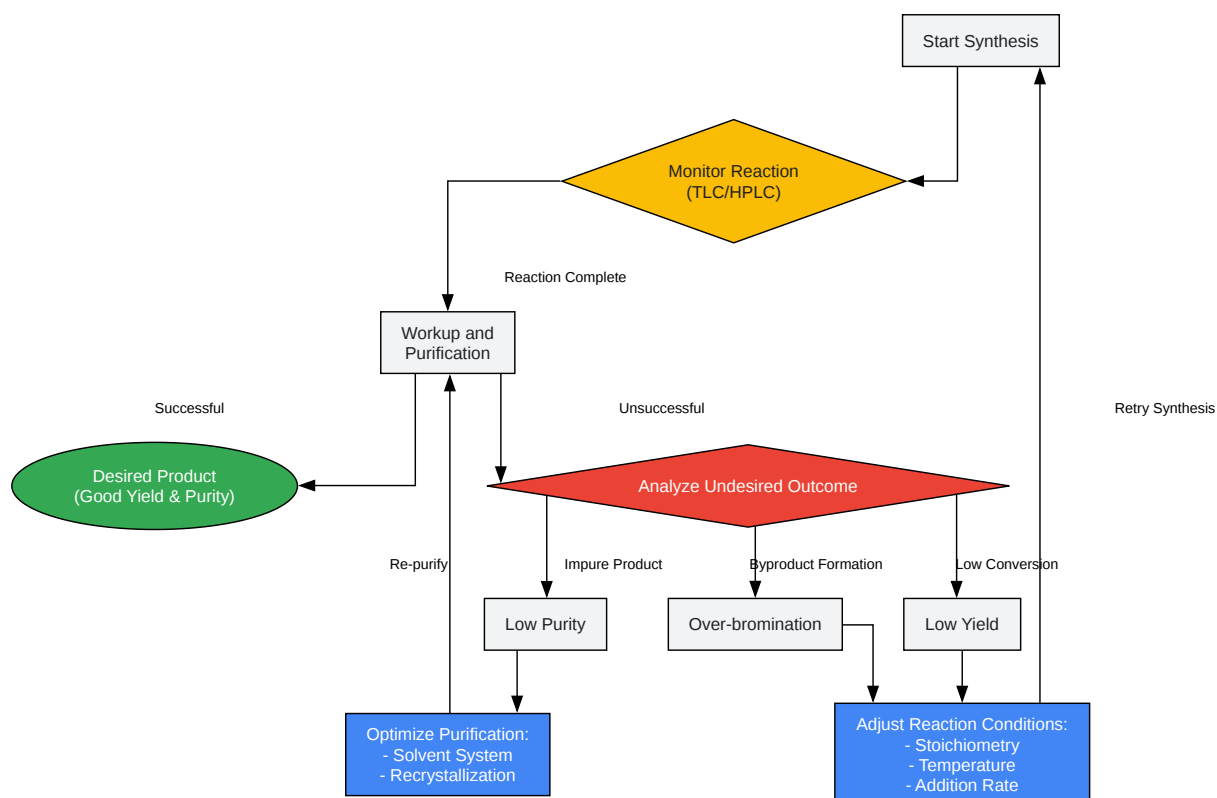 Start Synthesis
Monitor Reaction
(TLC/HPLC)
Reaction Complete
Workup and
Purification
Successful
Unsuccessful
Retry Synthesis
Desired Product
(Good Yield & Purity)
Analyze Undesired Outcome
Re-purify
Impure Product
Byproduct Formation
Low Conversion
Low Purity
Over-bromination
Low Yield
Optimize Purification:
- Solvent System
- Recrystallization
Adjust Reaction Conditions:
- Stoichiometry
- Temperature
- Addition Rate